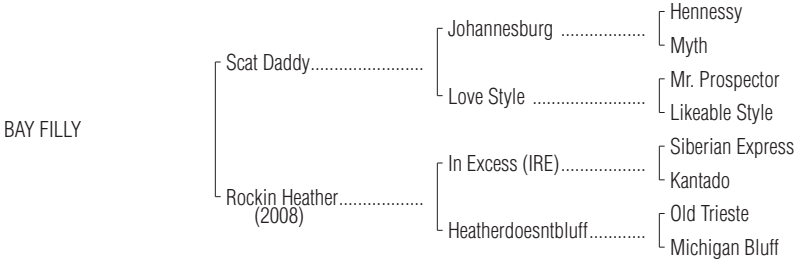 Hennessy
Johannesburg ...................
Myth
Scat Daddy.........................
Mr. Prospector
Love Style .........................
Likeable Style
BAY FILLY
Siberian Express
In Excess (IRE)...................
Kantado
Rockin Heather...................
(2008)
Old Trieste
Heatherdoesntbluff............
Michigan Bluff